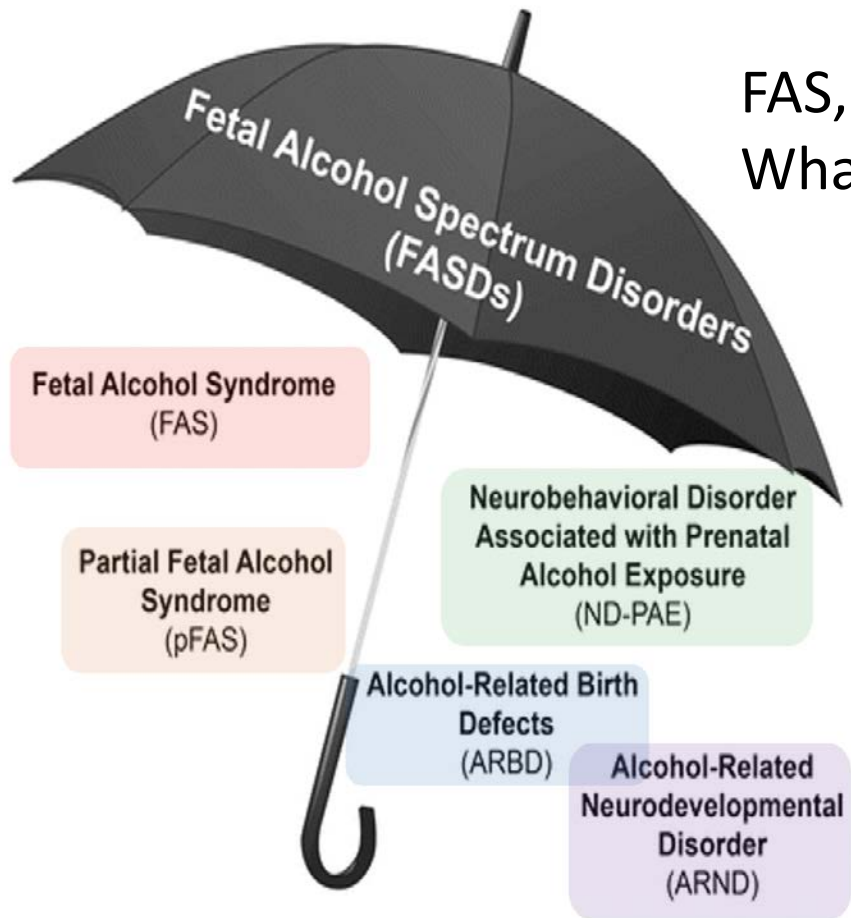 FAS,
Fetal Alcohol Spectrum Disorders
(FASDs)
Fetal Alcohol Syndrome
(FAS)
Neurobehavioral Disorder
Associated with Prenatal
Alcohol Exposure
(ND-PAE)
Partial Fetal Alcohol
Syndrome
(pFAS)
Alcohol-Related Birth
Defects
(ARBD)
Alcohol-Related
Neurodevelopmental
Disorder
(ARND)